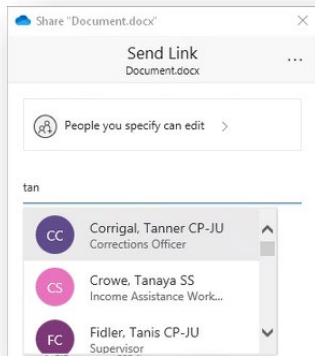 Share "Document.docx"
Send Link
Document.docx
People you specify can edit
tan
CC
Corrigal, Tanner CP-JU
Corrections Officer
CS
Crowe, Tanaya SS
Income Assistance Work...
FC
Fidler, Tanis CP-JU
Supervisor